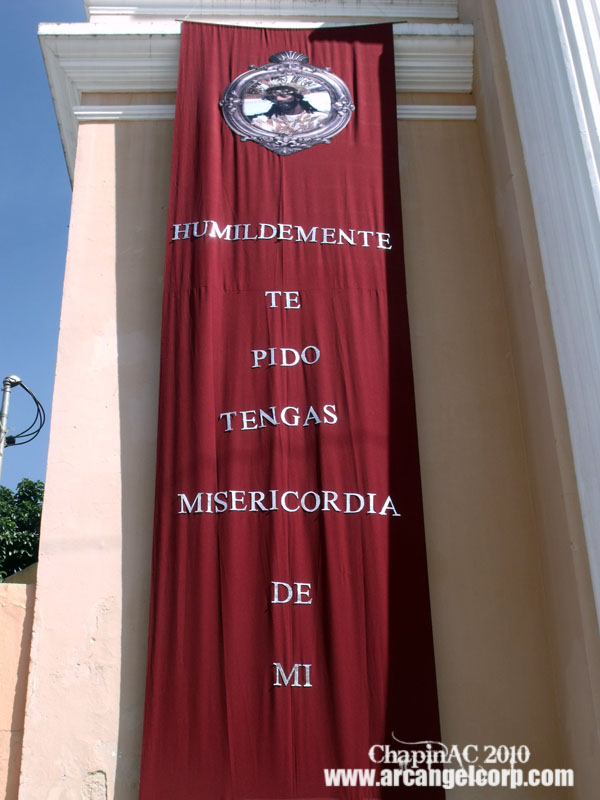 HUMILDEMENTE
TE
PIDO
TENGAS
MISERICORDIA
DE
MI
ChapinAC 2010
www.arcangelcorp.com